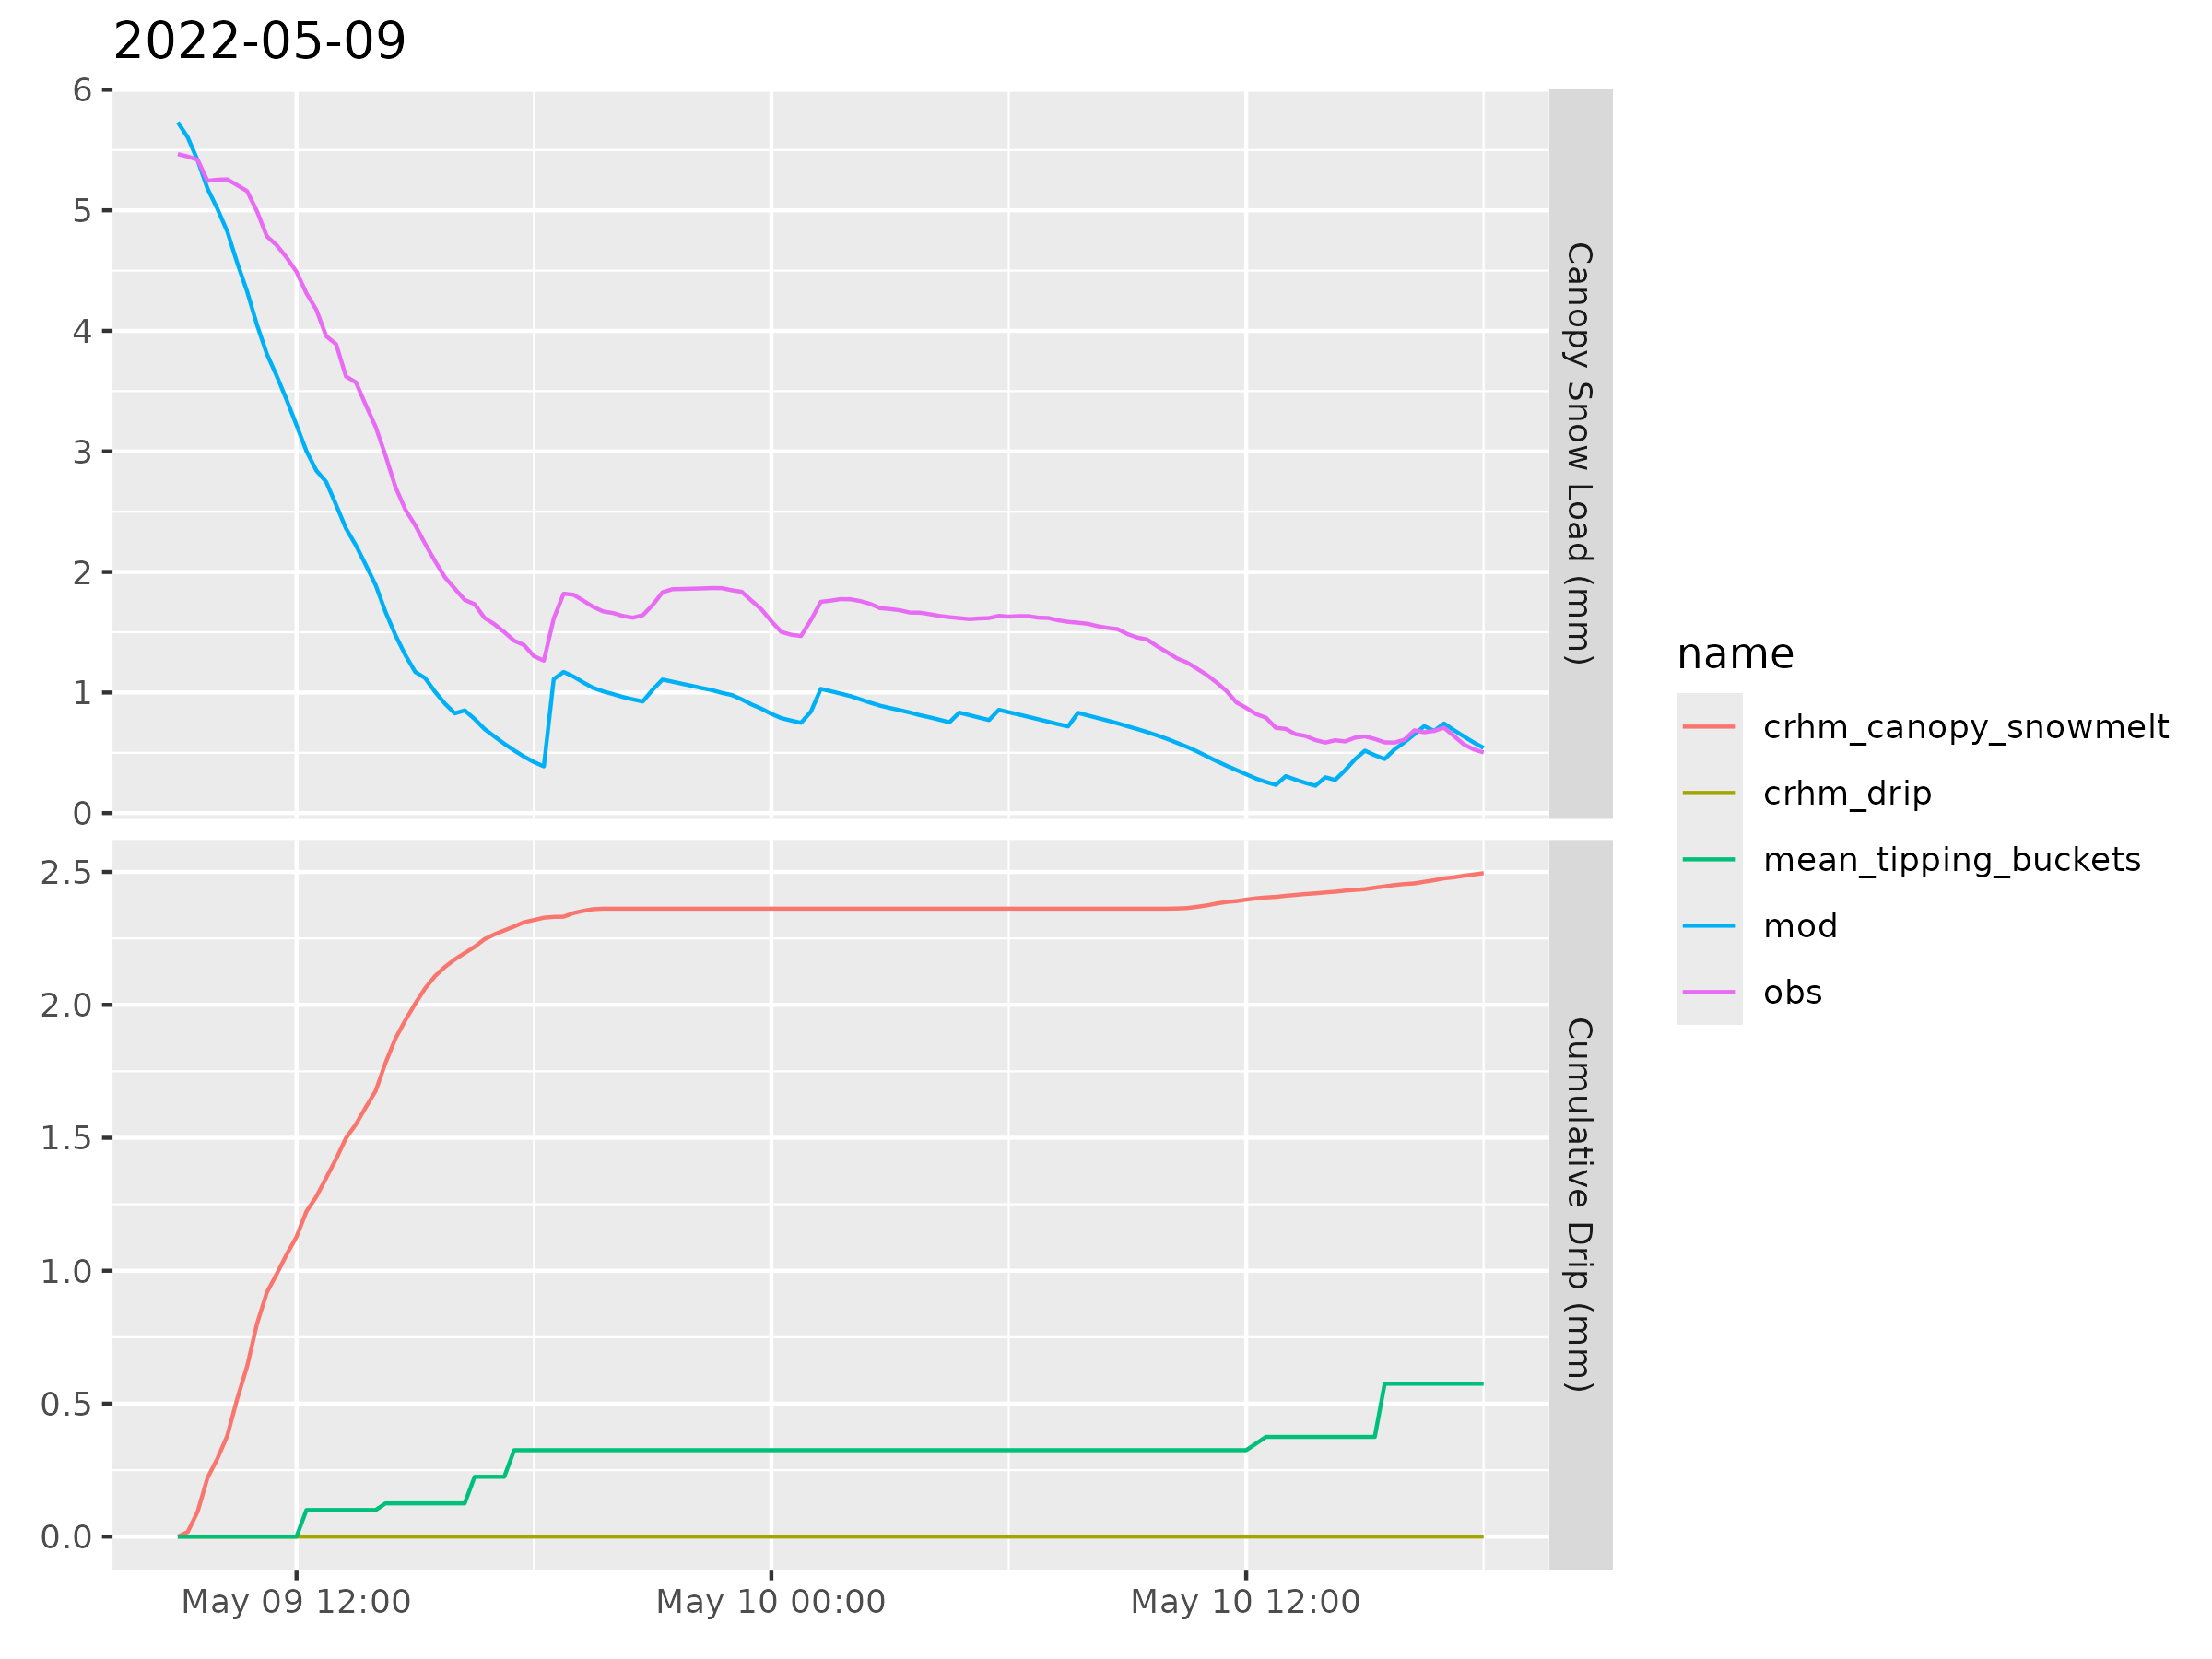 2022-05-09
6
5
4
3
2
1
0
Canopy Snow Load (mm)
2.5
2.0
1.5
1.0
0.5
0.0
Cumulative Drip (mm)
May 09 12:00
May 10 00:00
May 10 12:00
name
crhm_canopy_snowmelt
crhm_drip
mean_tipping_buckets
mod
obs